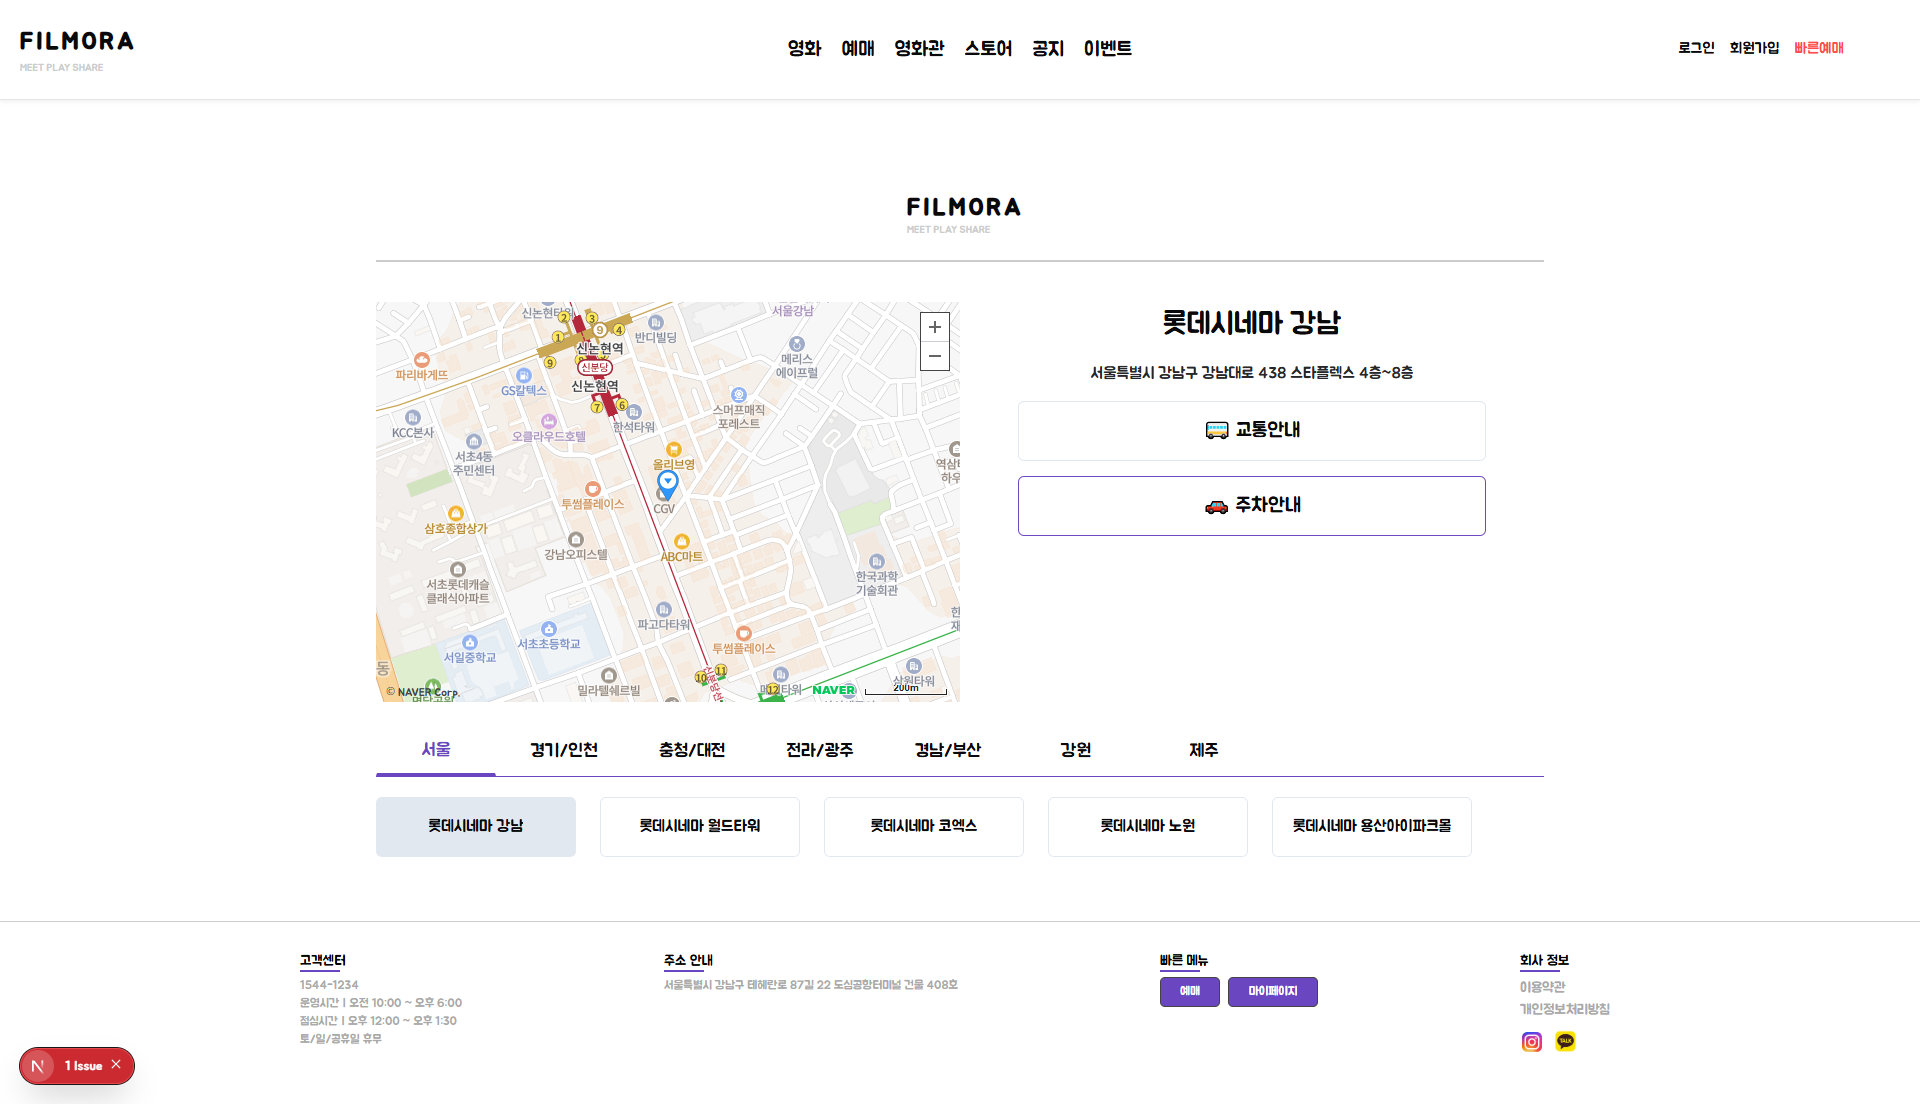 FILMORA
MEET PLAY SHARE
영화 예매 영화관 스토어 공지 이벤트
로그인 회원가입 빠른예매
FILMORA
MEET PLAY SHARE
서울강남
2
3
9
4
1
반디빌딩
신논현역
메리스
에이프럴
9
신분당
파리바게뜨
신논현역
GS칼텍스
7
6
스머프매직
포레스트
KCC본사
한석타워
오클라우드호텔
서초4동
주민센터
올리브영
투썸플레이스
CGV
삼호종합상가
강남오피스텔
ABC마트
서초롯데캐슬
클래식아파트
한국과학
기술회관
파고다타워
서초초등학교
서일중학교
투썸플레이스
동
10
11
12
밀라텔쉐르빌
© NAVER Corp.
NAVER
200m
+
−
롯데시네마 강남
서울특별시 강남구 강남대로 438 스타플렉스 4층~8층
교통안내
주차안내
서울 경기/인천 충청/대전 전라/광주 경남/부산 강원 제주
롯데시네마 강남
롯데시네마 월드타워
롯데시네마 코엑스
롯데시네마 노원
롯데시네마 용산아이파크몰
고객센터
1544-1234
운영시간 | 오전 10:00 ~ 오후 6:00
점심시간 | 오후 12:00 ~ 오후 1:30
토/일/공휴일 휴무
주소 안내
서울특별시 강남구 테헤란로 87길 22 도심공항터미널 건물 408호
빠른 메뉴
예매
마이페이지
회사 정보
이용약관
개인정보처리방침
TALK
N 1 Issue